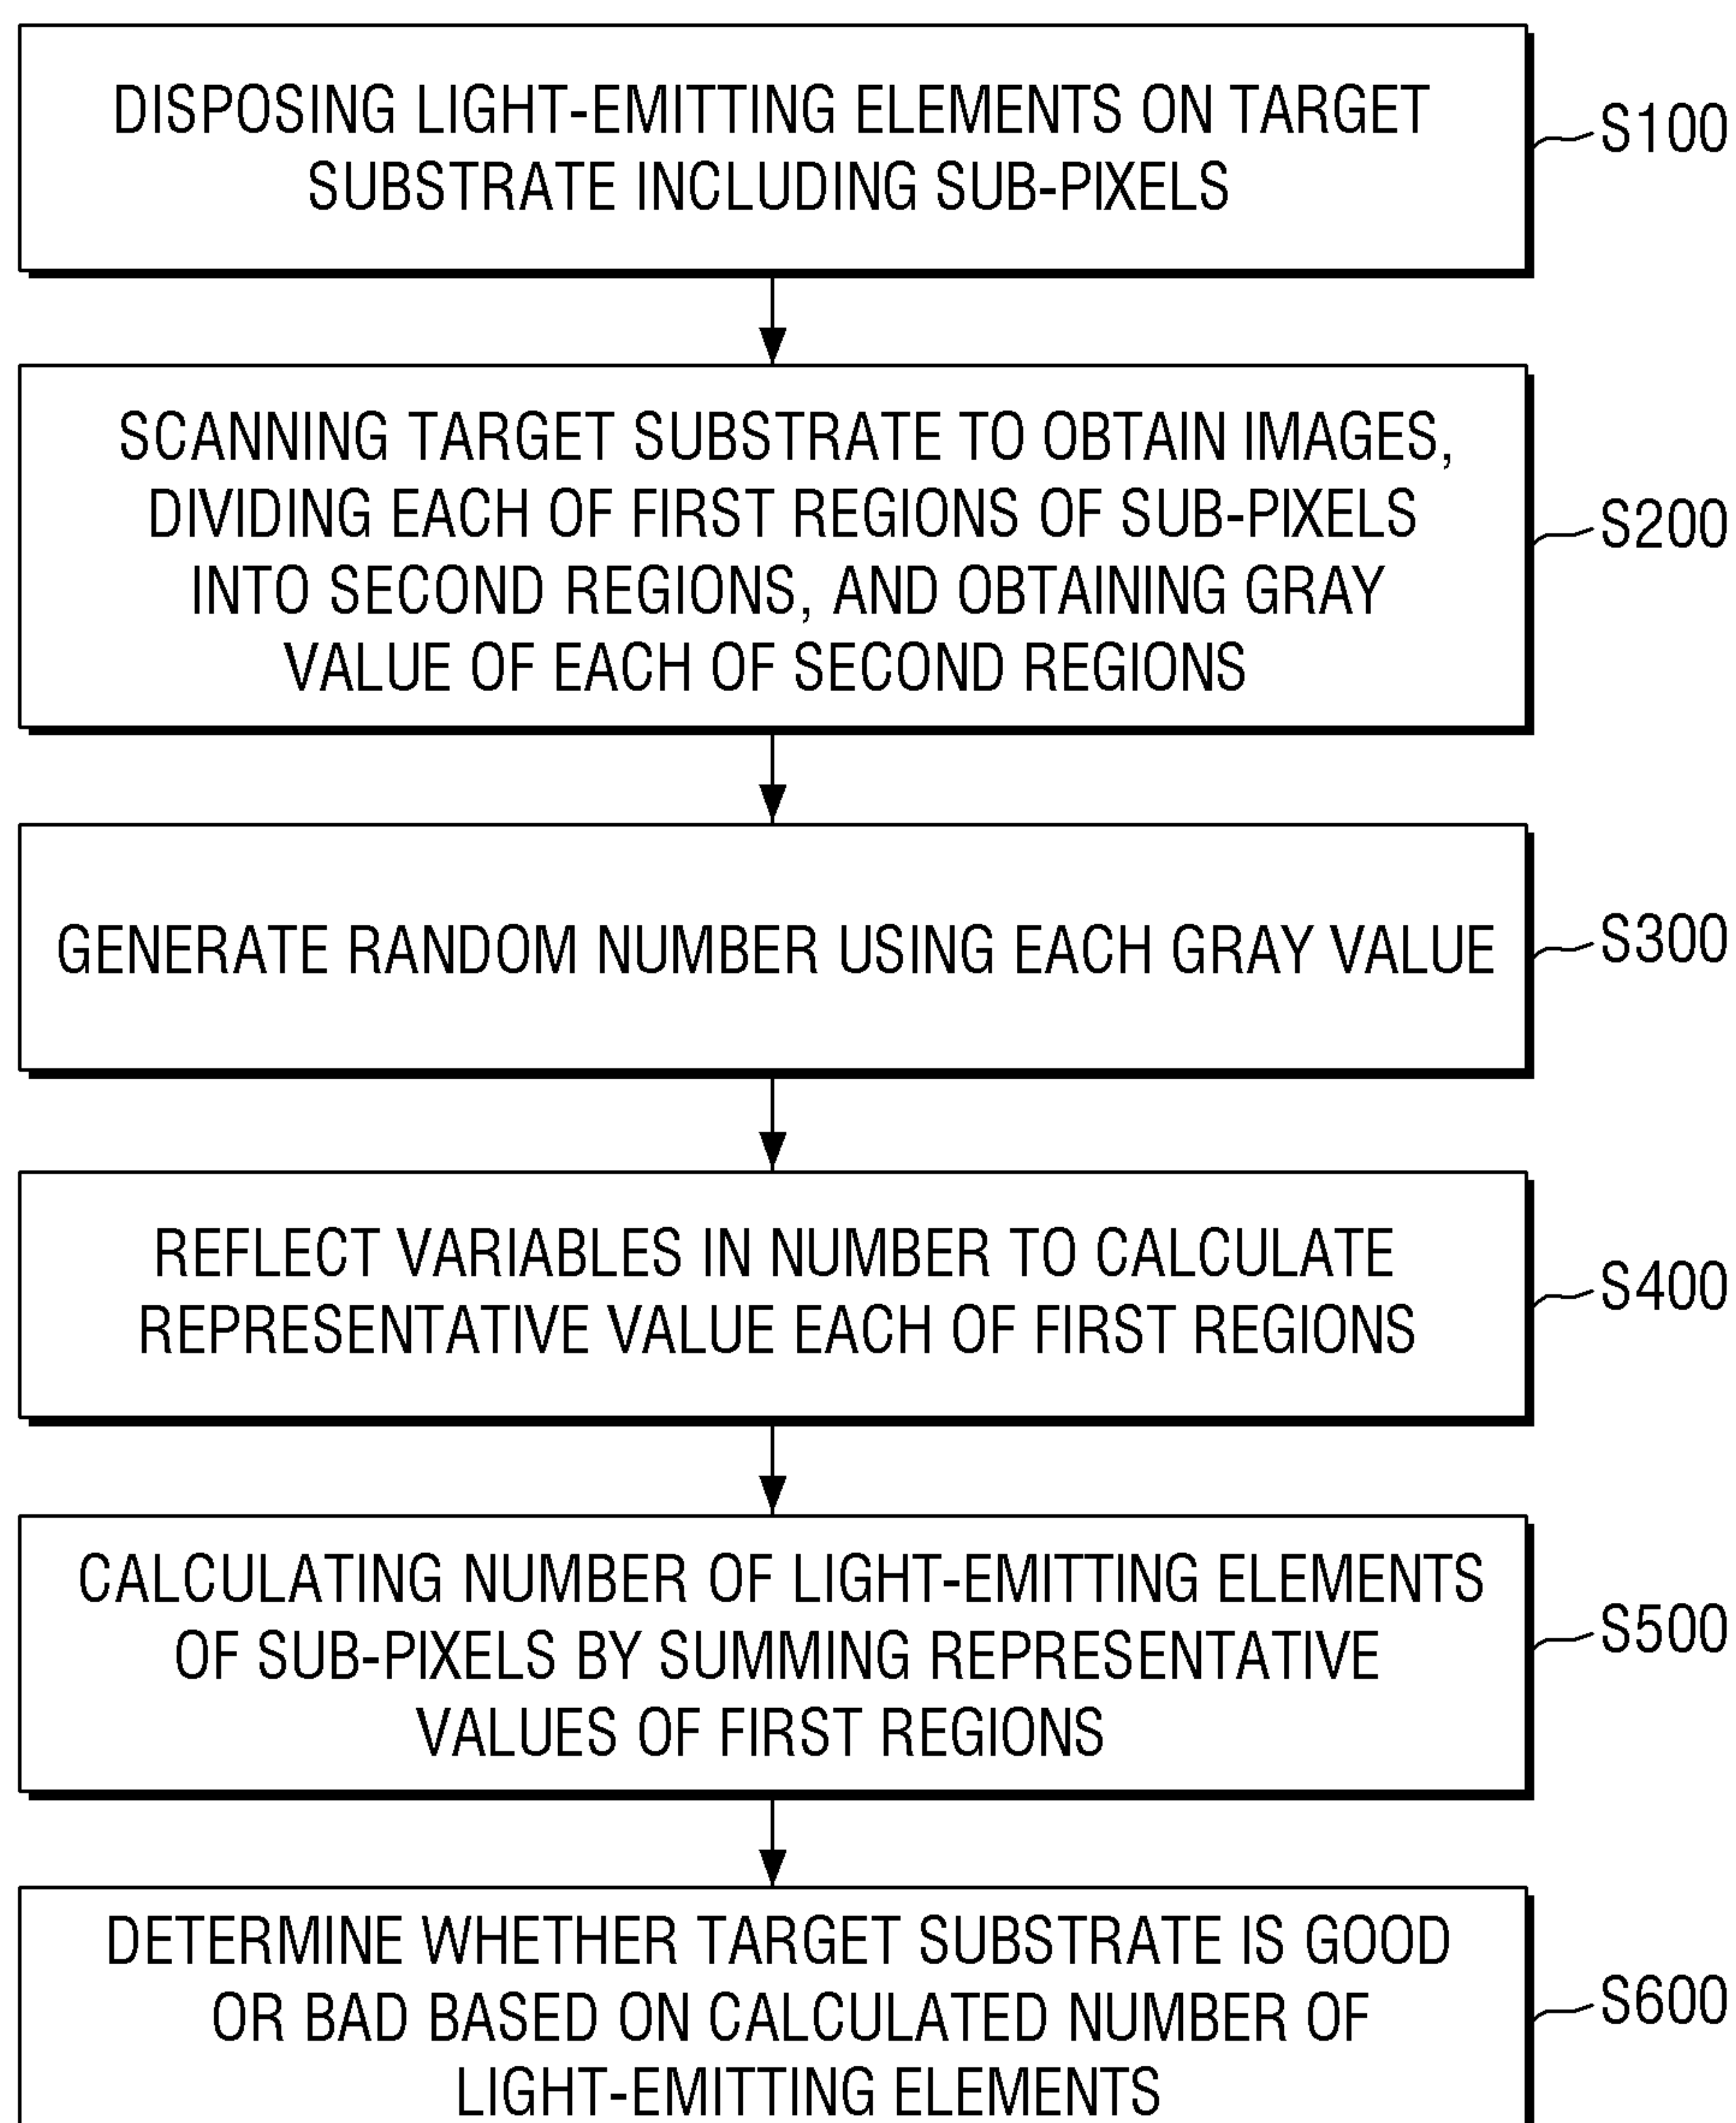 DISPOSING LIGHT-EMITTING ELEMENTS ON TARGET
SUBSTRATE INCLUDING SUB-PIXELS
S100
SCANNING TARGET SUBSTRATE TO OBTAIN IMAGES,
DIVIDING EACH OF FIRST REGIONS OF SUB-PIXELS
INTO SECOND REGIONS, AND OBTAINING GRAY
VALUE OF EACH OF SECOND REGIONS
S200
GENERATE RANDOM NUMBER USING EACH GRAY VALUE
S300
REFLECT VARIABLES IN NUMBER TO CALCULATE
REPRESENTATIVE VALUE EACH OF FIRST REGIONS
S400
CALCULATING NUMBER OF LIGHT-EMITTING ELEMENTS
OF SUB-PIXELS BY SUMMING REPRESENTATIVE
VALUES OF FIRST REGIONS
S500
DETERMINE WHETHER TARGET SUBSTRATE IS GOOD
OR BAD BASED ON CALCULATED NUMBER OF
LIGHT-EMITTING ELEMENTS
S600